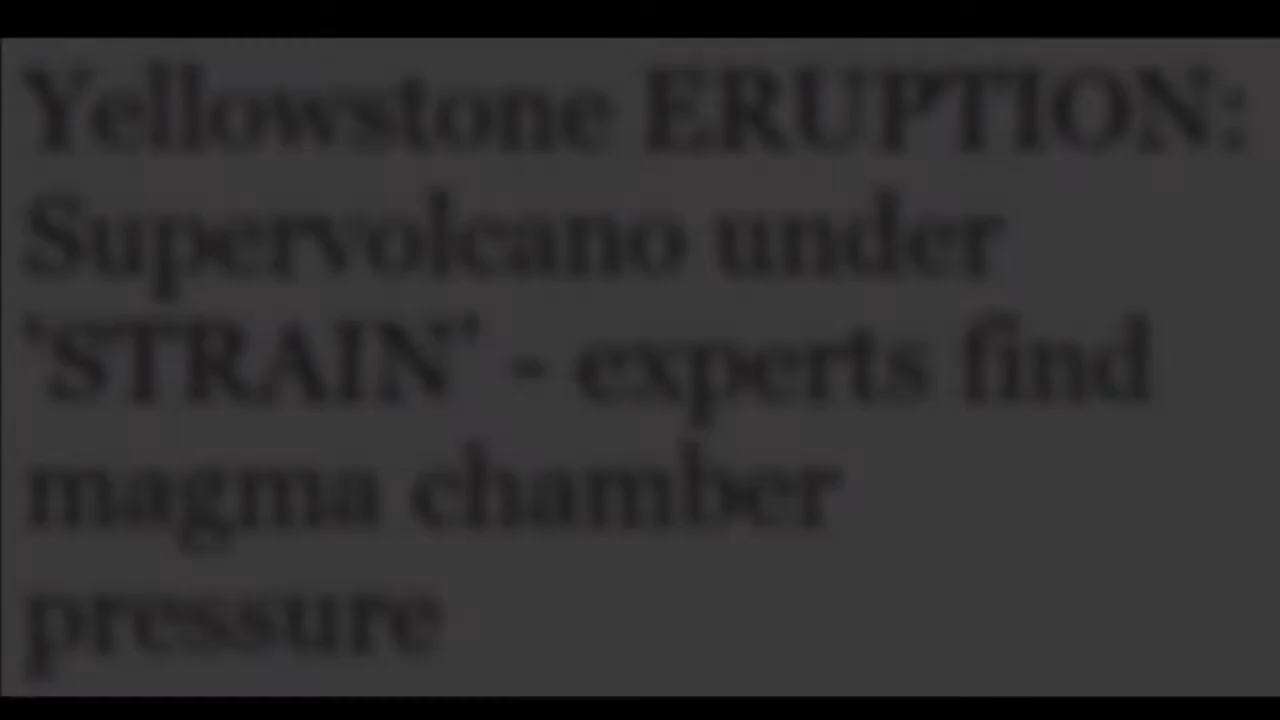 Yellowstone ERUPTION:
Supervolcano under
'STRAIN' - experts find
magma chamber
pressure